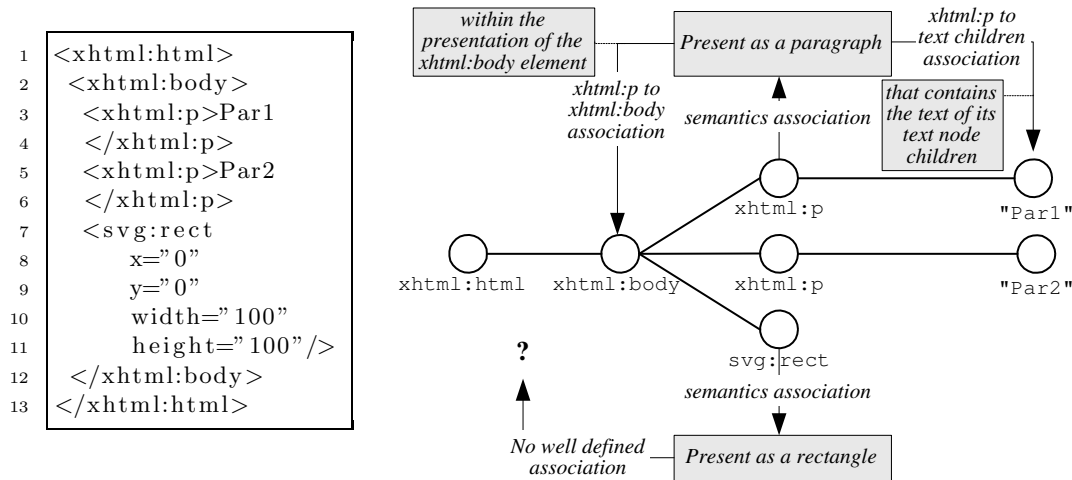 1 <xhtml:html>
2 <xhtml:body>
3 <xhtml:p>Par1
4 </xhtml:p>
5 <xhtml:p>Par2
6 </xhtml:p>
7 <svg:rect
8 x="0"
9 y="0"
10 width="100"
11 height="100"/>
12 </xhtml:body>
13 </xhtml:html>
within the
presentation of the
xhtml:body element
Present as a paragraph
xhtml:p to
text children
association
xhtml:p to
xhtml:body
association
semantics association
that contains
the text of its
text node
children
xhtml:p
"Par1"
xhtml:html
xhtml:body
xhtml:p
"Par2"
svg:rect
?
semantics association
No well defined
association
Present as a rectangle